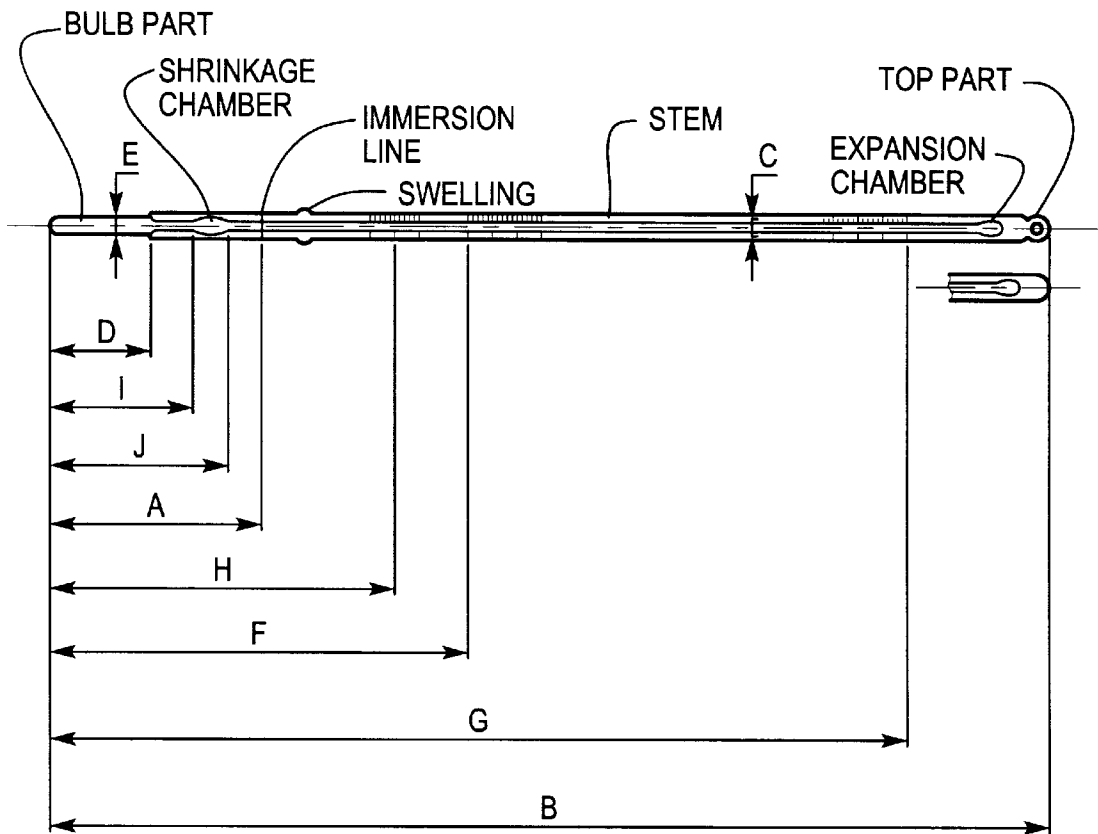 BULB PART
SHRINKAGE
CHAMBER
TOP PART
IMMERSION
LINE
STEM
E
C
EXPANSION
CHAMBER
SWELLING
D
I
J
A
H
F
G
B